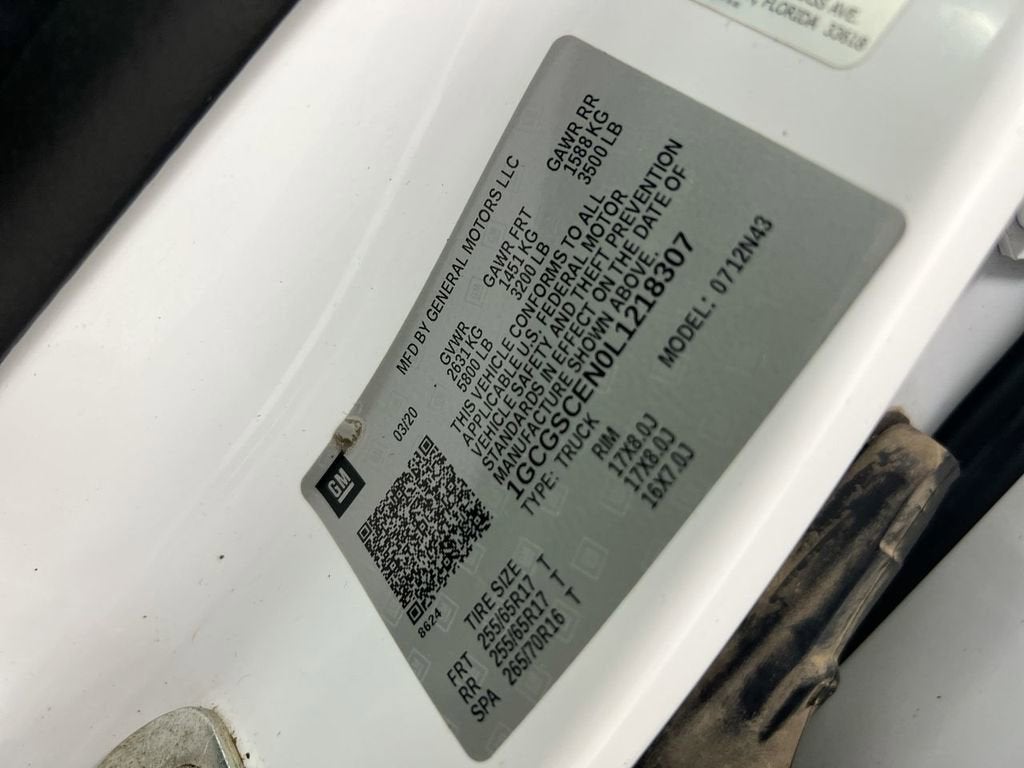 AVE.
, FLORIDA 33610
MFD BY GENERAL MOTORS LLC
03/20
GVWR GAWR FRT GAWR RR
2631 KG 1451 KG 1588 KG
5800 LB 3200 LB 3500 LB
THIS VEHICLE CONFORMS TO ALL
APPLICABLE U.S. FEDERAL MOTOR
VEHICLE SAFETY AND THEFT PREVENTION
STANDARDS IN EFFECT ON THE DATE OF
MANUFACTURE SHOWN ABOVE.
1GCGSCEN0L1218307
TYPE: TRUCK MODEL: 0712N43
GM
8624
TIRE SIZE RIM
FRT 255/65R17 T 17X8.0J
RR 255/65R17 T 17X8.0J
SPA 265/70R16 T 16X7.0J